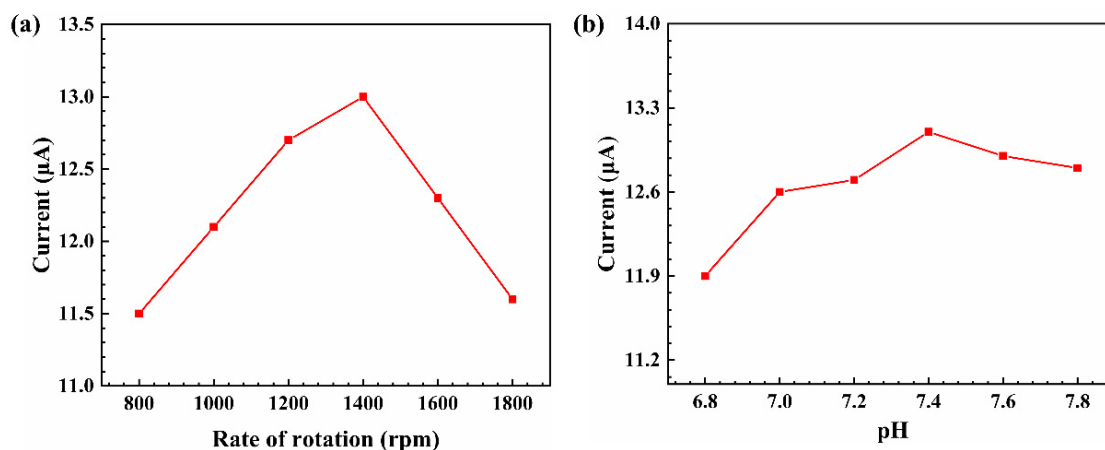 (a)
13.5
13.0
12.5
12.0
11.5
11.0
Current (μA)
800 1000 1200 1400 1600 1800
Rate of rotation (rpm)
(b)
14.0
13.3
12.6
11.9
11.2
Current (μA)
6.8 7.0 7.2 7.4 7.6 7.8
pH